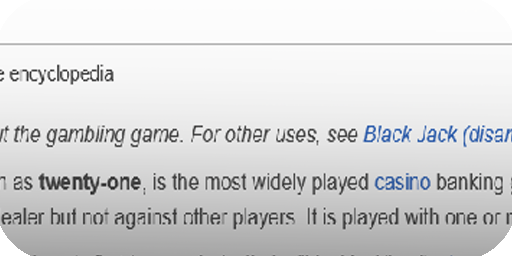 e encyclopedia
ut the gambling game. For other uses, see Black Jack (disam
n as twenty-one, is the most widely played casino banking g
ealer but not against other players. It is played with one or m